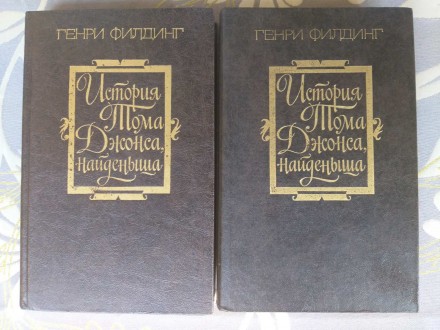 ГЕНРИ ФИЛДИНГ
История
Тома
Джонса,
найденыша
ГЕНРИ ФИЛДИНГ
История
Тома
Джонса,
найденыша